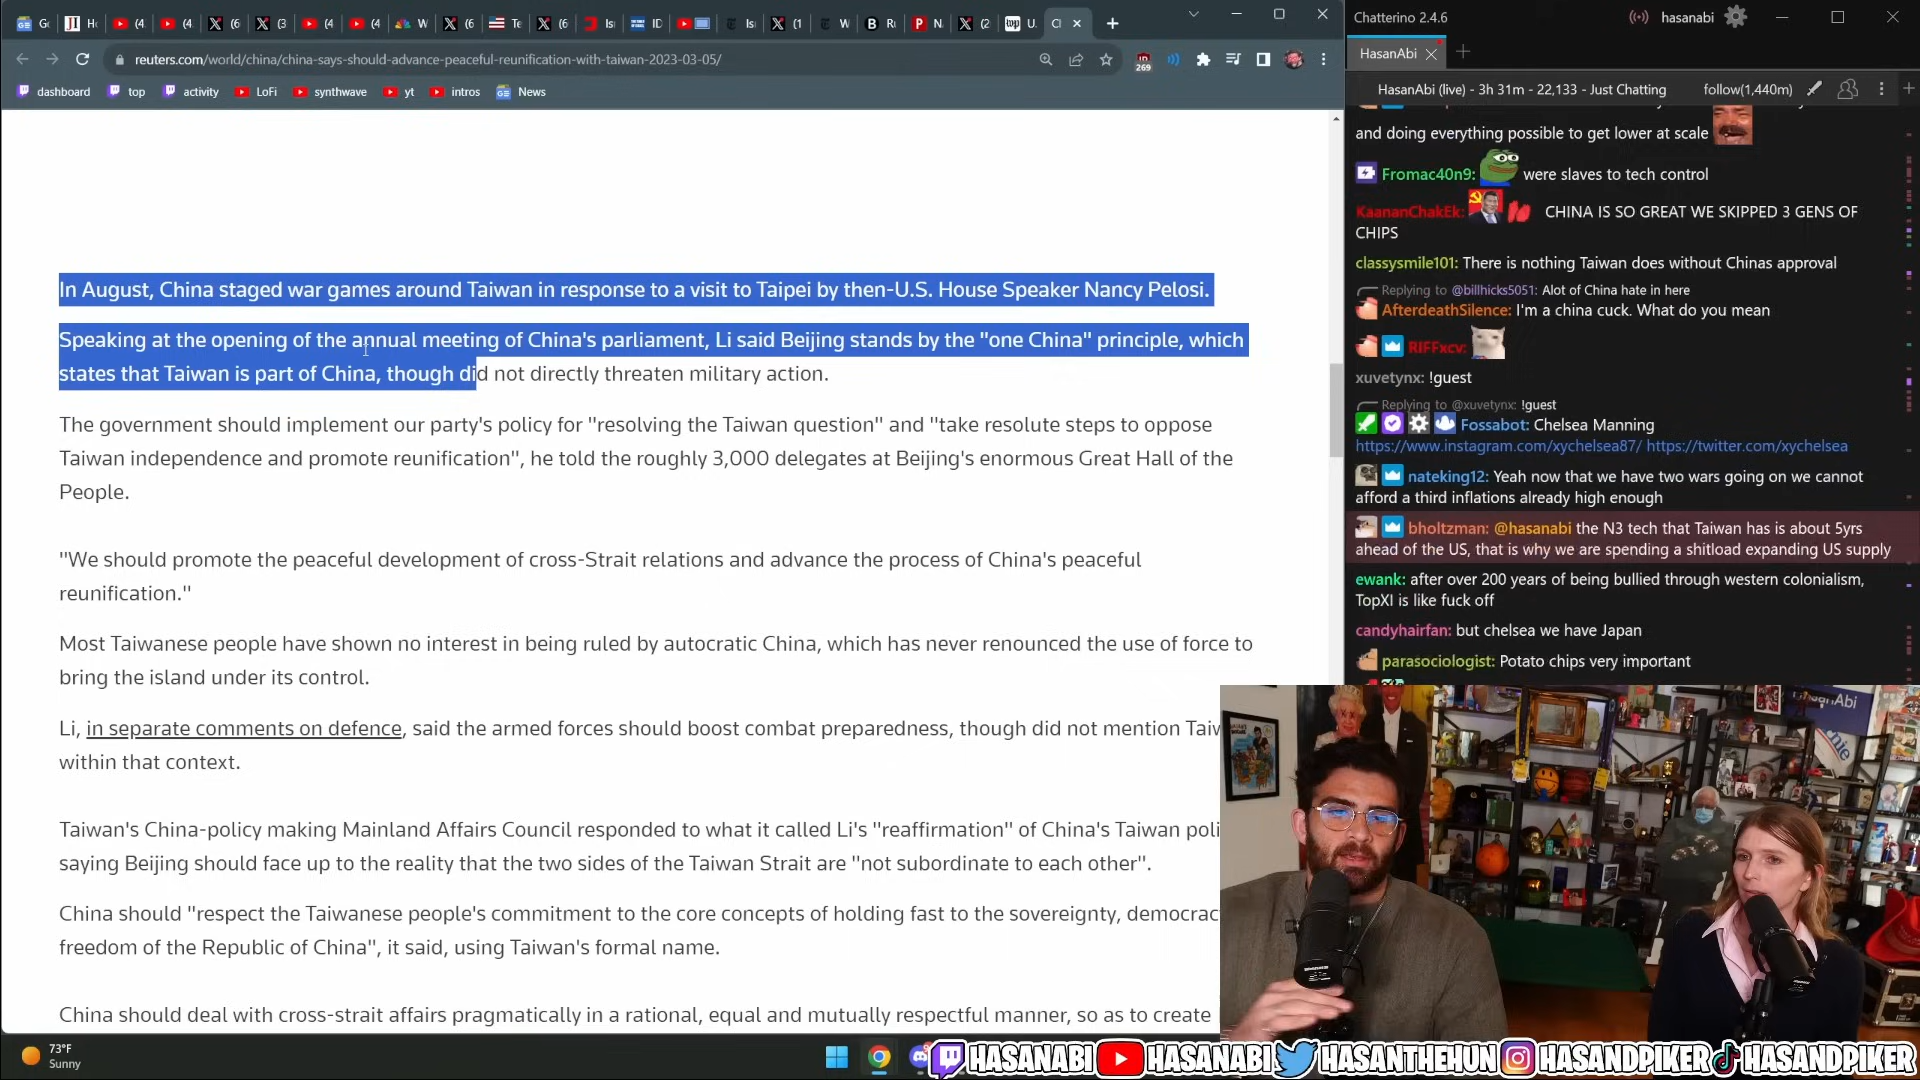 Chatterino 2.4.6
hasanabi
HasanAbi
reuters.com/world/china/china-says-should-advance-peaceful-reunification-with-taiwan-2023-03-05/
269
dashboard
top
activity
LoFi
synthwave
yt
intros
News
HasanAbi (live) - 3h 31m - 22,133 - Just Chatting
follow(1,440m)
In August, China staged war games around Taiwan in response to a visit to Taipei by then-U.S. House Speaker Nancy Pelosi.
Speaking at the opening of the annual meeting of China's parliament, Li said Beijing stands by the "one China" principle, which
states that Taiwan is part of China, though did not directly threaten military action.
The government should implement our party's policy for "resolving the Taiwan question" and "take resolute steps to oppose
Taiwan independence and promote reunification", he told the roughly 3,000 delegates at Beijing's enormous Great Hall of the
People.
"We should promote the peaceful development of cross-Strait relations and advance the process of China's peaceful
reunification."
Most Taiwanese people have shown no interest in being ruled by autocratic China, which has never renounced the use of force to
bring the island under its control.
Li, in separate comments on defence, said the armed forces should boost combat preparedness, though did not mention Taiw
within that context.
Taiwan's China-policy making Mainland Affairs Council responded to what it called Li's "reaffirmation" of China's Taiwan poli
saying Beijing should face up to the reality that the two sides of the Taiwan Strait are "not subordinate to each other".
China should "respect the Taiwanese people's commitment to the core concepts of holding fast to the sovereignty, democrac
freedom of the Republic of China", it said, using Taiwan's formal name.
China should deal with cross-strait affairs pragmatically in a rational, equal and mutually respectful manner, so as to create
and doing everything possible to get lower at scale
Fromac40n9: were slaves to tech control
KaananChakEk: CHINA IS SO GREAT WE SKIPPED 3 GENS OF
CHIPS
classysmile101: There is nothing Taiwan does without Chinas approval
Replying to @billhicks5051: Alot of China hate in here
AfterdeathSilence: I'm a china cuck. What do you mean
RIFFxcv:
xuvetynx: !guest
Replying to @xuvetynx: !guest
Fossabot: Chelsea Manning
https://www.instagram.com/xychelsea87/ https://twitter.com/xychelsea
nateking12: Yeah now that we have two wars going on we cannot
afford a third inflations already high enough
bholtzman: @hasanabi the N3 tech that Taiwan has is about 5yrs
ahead of the US, that is why we are spending a shitload expanding US supply
ewank: after over 200 years of being bullied through western colonialism,
TopXI is like fuck off
candyhairfan: but chelsea we have Japan
parasociologist: Potato chips very important
73°F
Sunny
HASANABI HASANABI HASANTHEHUN HASANDPIKER HASANDPIKER